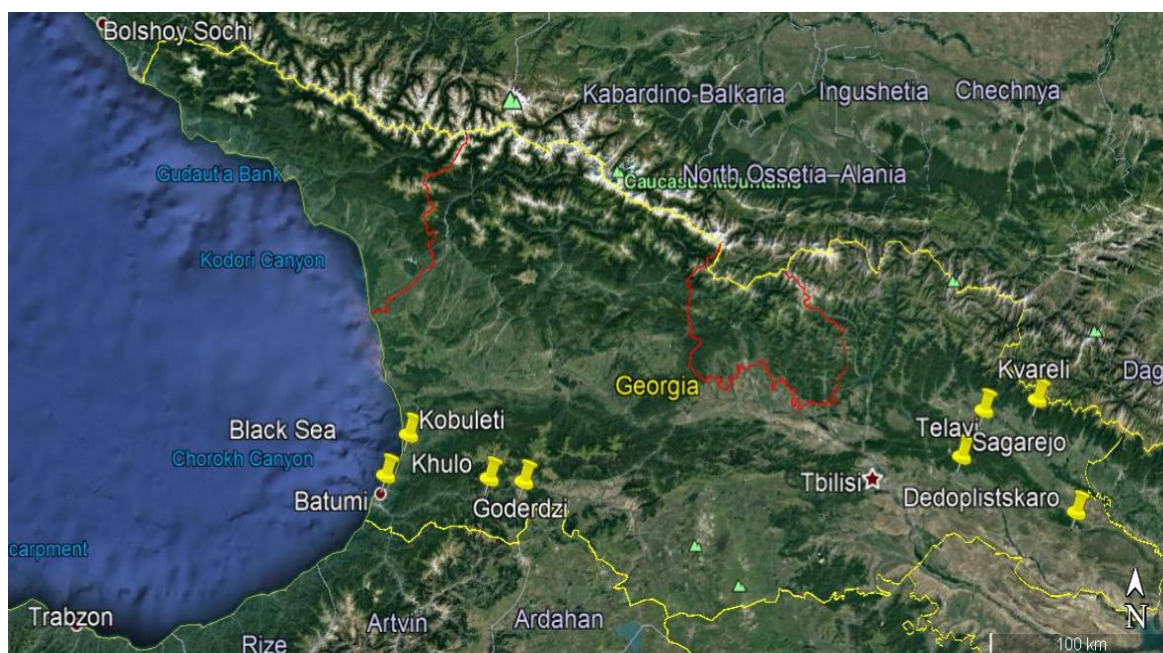 Bolshoy Sochi
Kabardino-Balkaria
Ingushetia
Chechnya
Gudaut'a Bank
Caucasus Mountains
North Ossetia–Alania
Kodori Canyon
Georgia
Kvareli
Dag
Telavi
Black Sea
Kobuleti
Sagarejo
Chorokh Canyon
Khulo
Batumi
Goderdzi
Tbilisi
Dedoplistskaro
carpment
Trabzon
Artvin
Ardahan
Rize
N
100 km